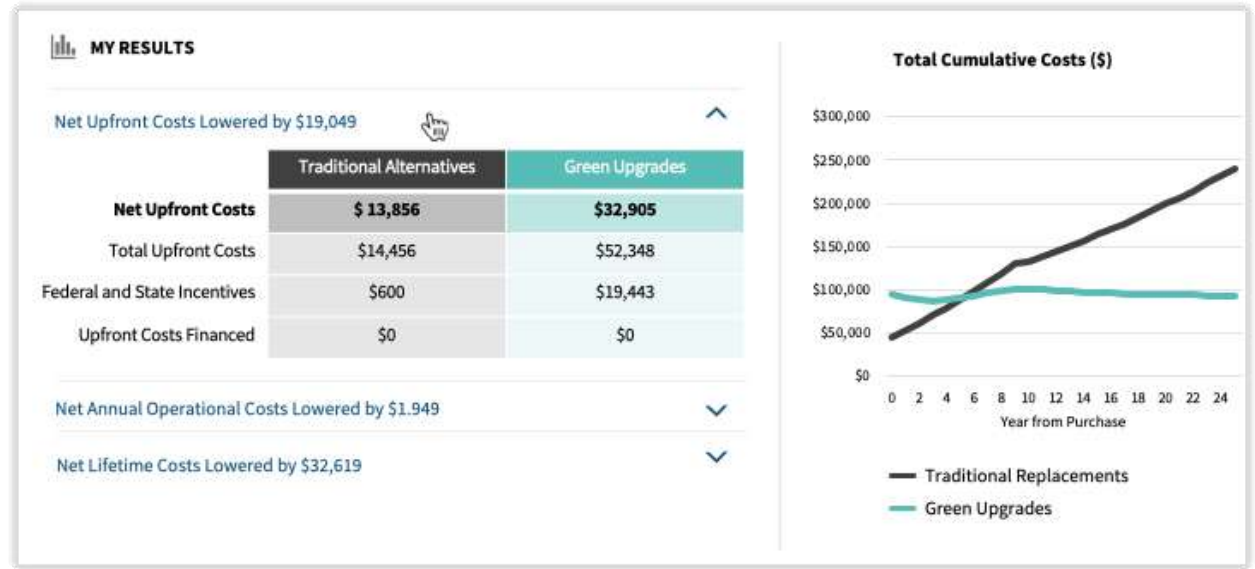 MY RESULTS
Net Upfront Costs Lowered by $19,049
Traditional Alternatives Green Upgrades
Net Upfront Costs $ 13,856 $32,905
Total Upfront Costs $14,456 $52,348
Federal and State Incentives $600 $19,443
Upfront Costs Financed $0 $0
Net Annual Operational Costs Lowered by $1.949
Net Lifetime Costs Lowered by $32,619
Total Cumulative Costs ($)
$300,000
$250,000
$200,000
$150,000
$100,000
$50,000
$0
0 2 4 6 8 10 12 14 16 18 20 22 24
Year from Purchase
Traditional Replacements
Green Upgrades